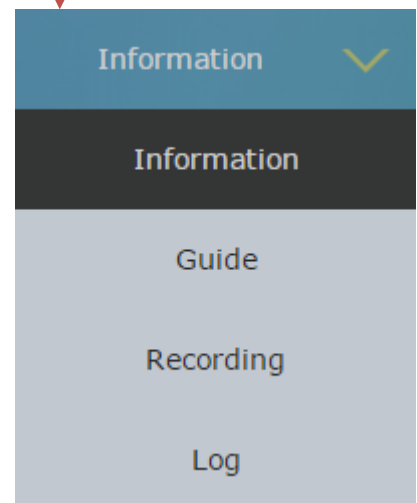 Information
Information
Guide
Recording
Log